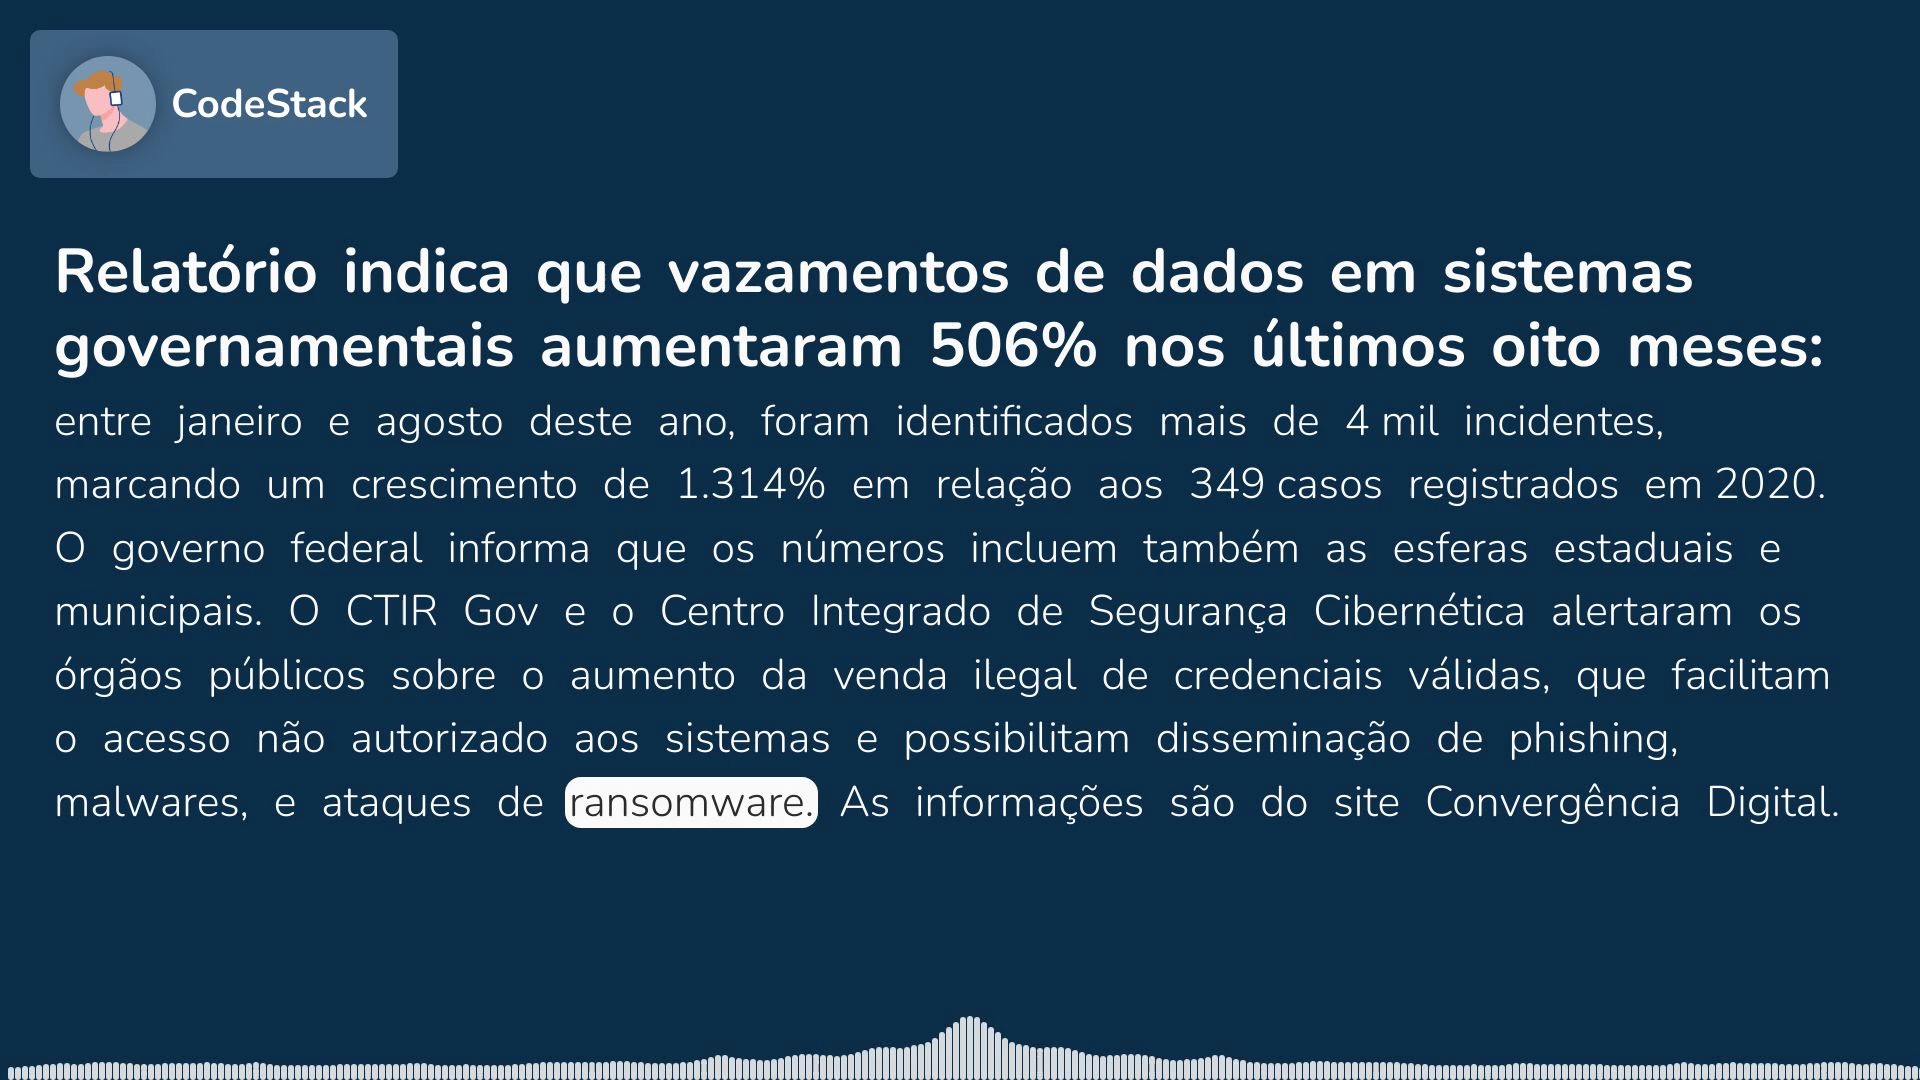 CodeStack
Relatório indica que vazamentos de dados em sistemas
governamentais aumentaram 506% nos últimos oito meses:
entre janeiro e agosto deste ano, foram identificados mais de 4 mil incidentes,
marcando um crescimento de 1.314% em relação aos 349 casos registrados em 2020.
O governo federal informa que os números incluem também as esferas estaduais e
municipais. O CTIR Gov e o Centro Integrado de Segurança Cibernética alertaram os
órgãos públicos sobre o aumento da venda ilegal de credenciais válidas, que facilitam
o acesso não autorizado aos sistemas e possibilitam disseminação de phishing,
malwares, e ataques de ransomware. As informações são do site Convergência Digital.